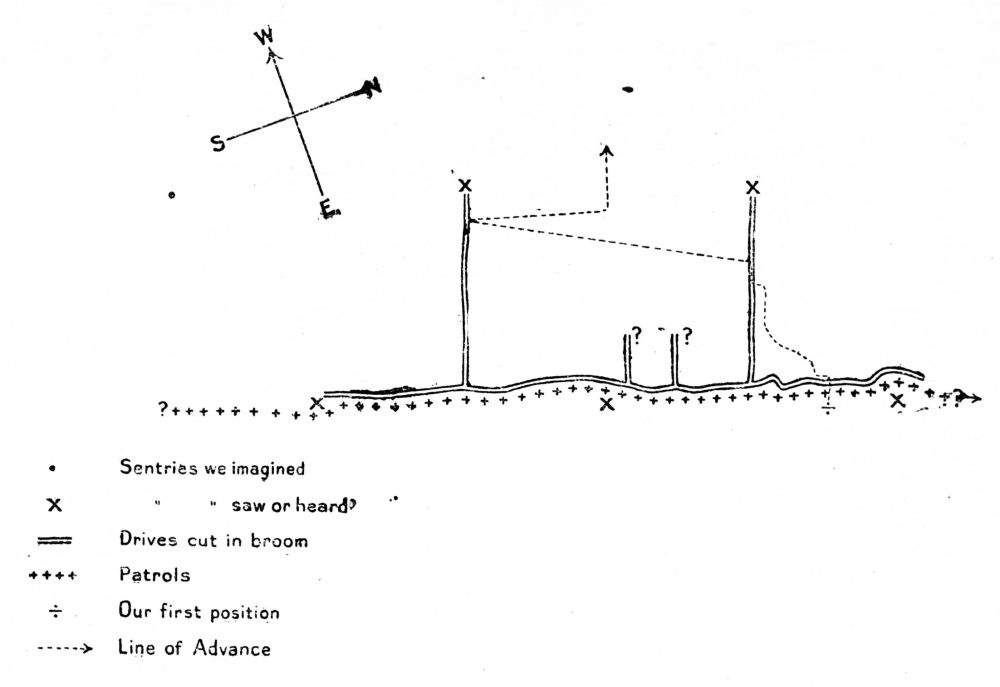 W
N
S
E.
X
X
?
?
?
X
X
X
?
• Sentries we imagined
X " " saw or heard?
Drives cut in broom
++++ Patrols
÷ Our first position
-----> Line of Advance